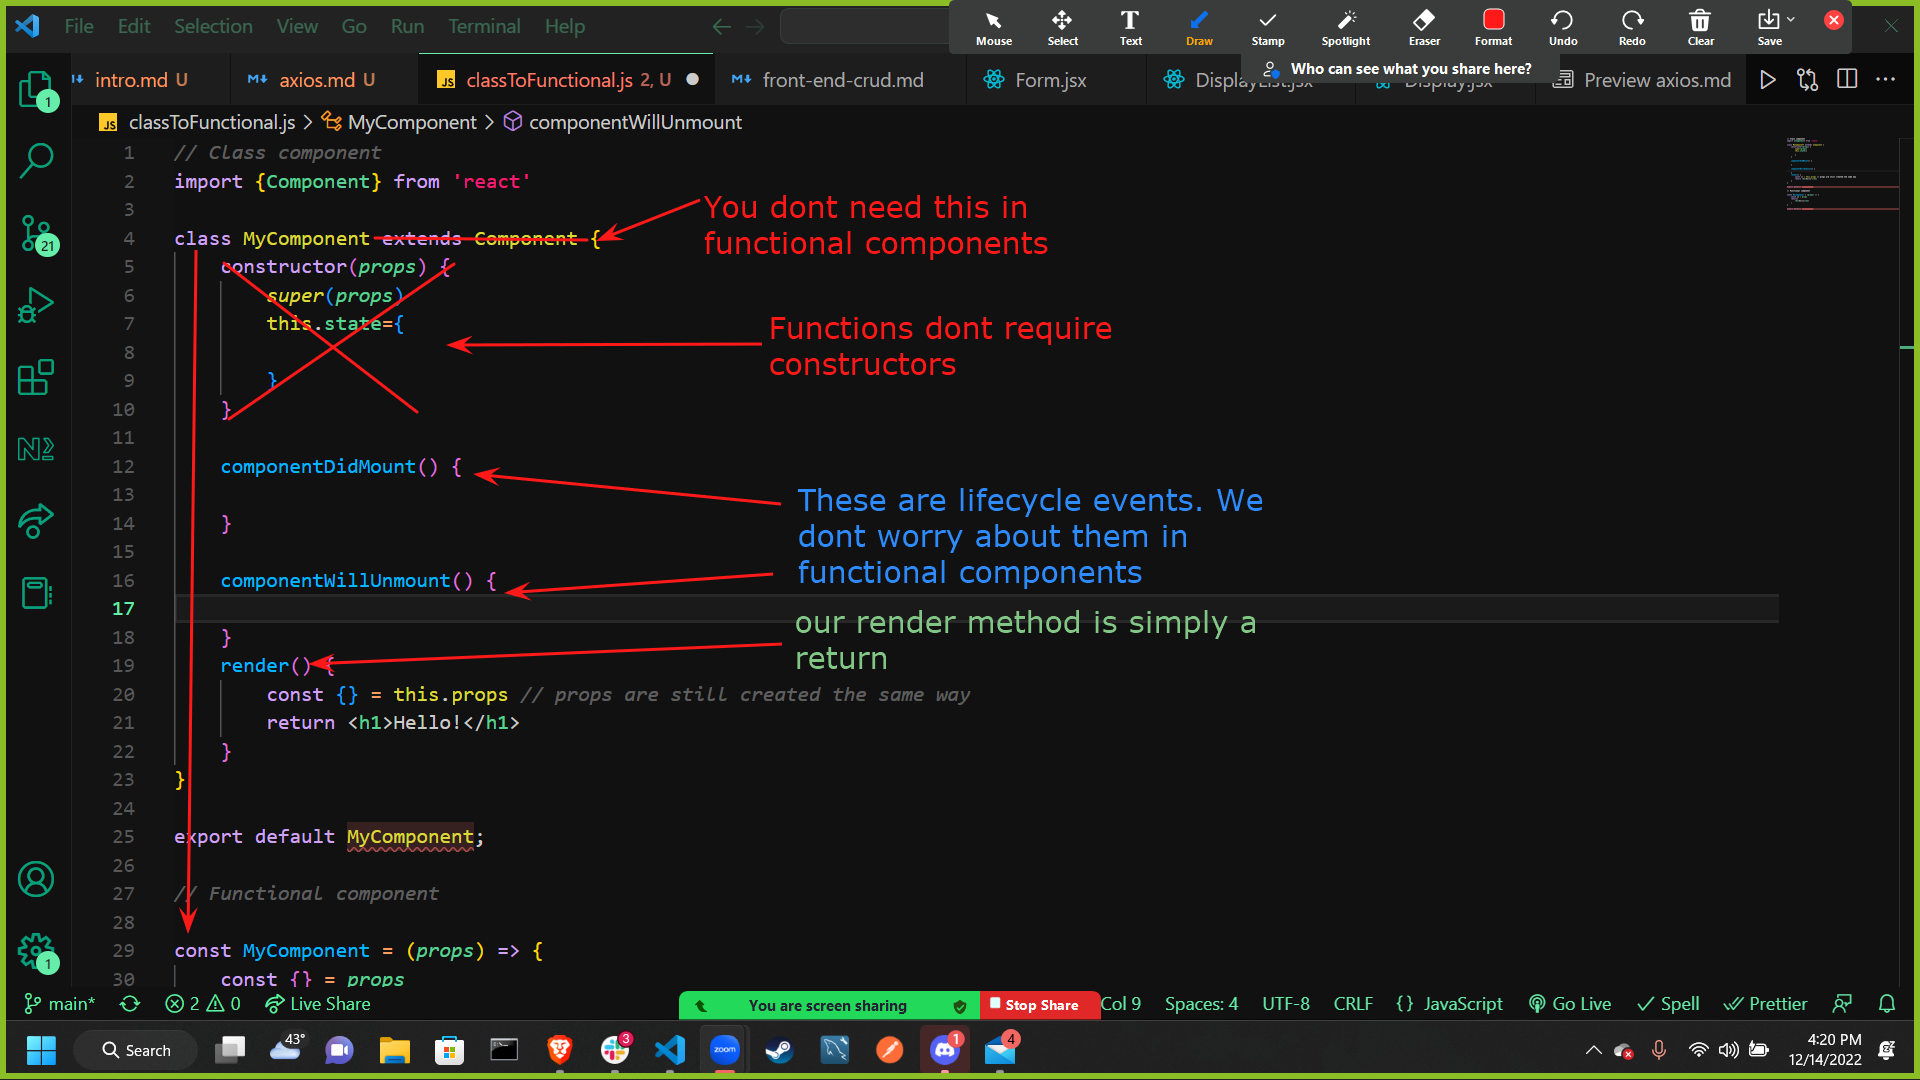 File Edit Selection View Go Run Terminal Help
Mouse Select Text Draw Stamp Spotlight Eraser Format Undo Redo Clear Save
Who can see what you share here?
intro.md U axios.md U JS classToFunctional.js 2, U front-end-crud.md Form.jsx DisplayList.jsx Display.jsx Preview axios.md
JS classToFunctional.js > MyComponent > componentWillUnmount
1 // Class component
2 import {Component} from 'react'
3
You dont need this in
functional components
4 class MyComponent extends Component {
5 constructor(props) {
6 super(props)
7 this.state={
Functions dont require
constructors
8
9 }
10 }
11
12 componentDidMount() {
13
These are lifecycle events. We
dont worry about them in
functional components
14 }
15
16 componentWillUnmount() {
17
our render method is simply a
return
18 }
19 render() {
20 const {} = this.props // props are still created the same way
21 return <h1>Hello!</h1>
22 }
23 }
24
25 export default MyComponent;
26
27 // Functional component
28
29 const MyComponent = (props) => {
30 const {} = props
1
21
1
main* 2 0 Live Share You are screen sharing Stop Share Col 9 Spaces: 4 UTF-8 CRLF {} JavaScript Go Live Spell Prettier
Search 43° 3 zoom 1 4 4:20 PM
12/14/2022